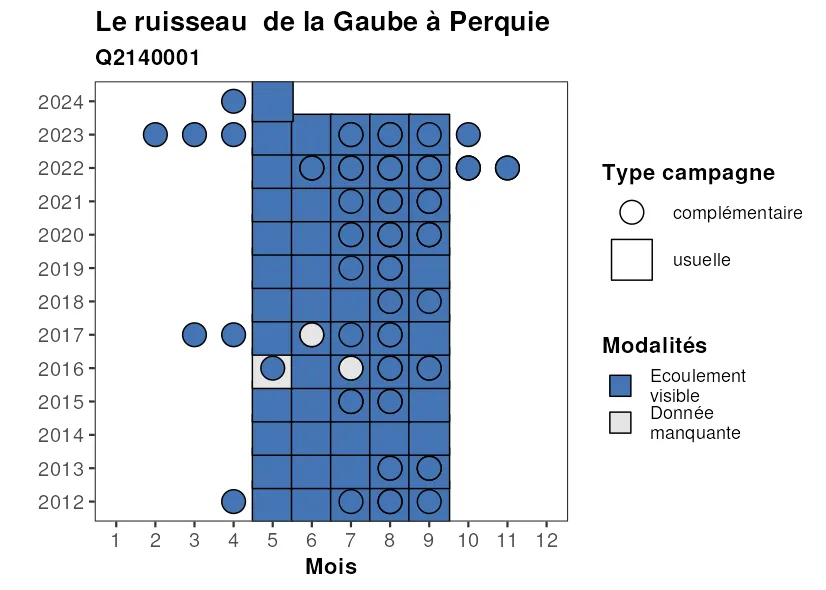 Le ruisseau  de la Gaube à Perquie
Q2140001
2024
2023
2022
2021
2020
2019
2018
2017
2016
2015
2014
2013
2012
1 2 3 4 5 6 7 8 9 10 11 12
Mois
Type campagne
complémentaire
usuelle
Modalités
Ecoulement
visible
Donnée
manquante